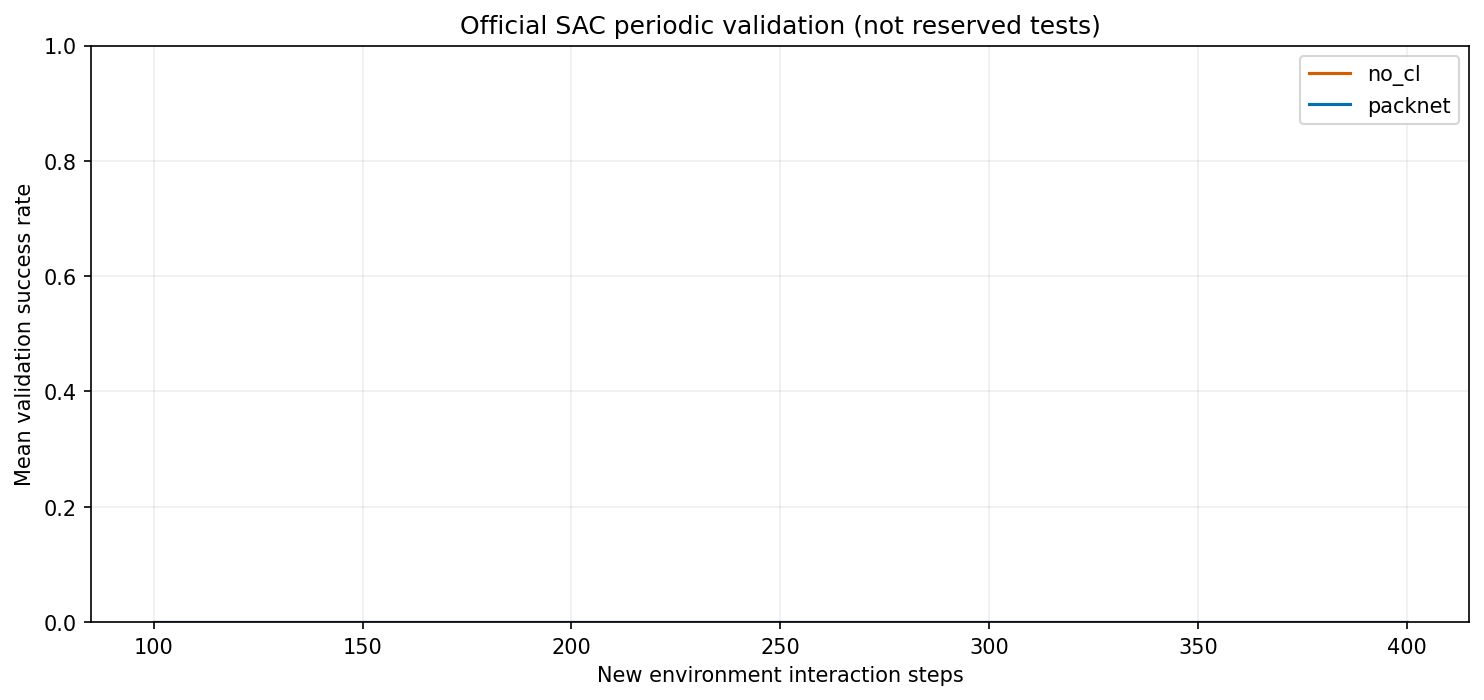 Official SAC periodic validation (not reserved tests)
no_cl
packnet
Mean validation success rate
1.0
0.8
0.6
0.4
0.2
0.0
100 150 200 250 300 350 400
New environment interaction steps